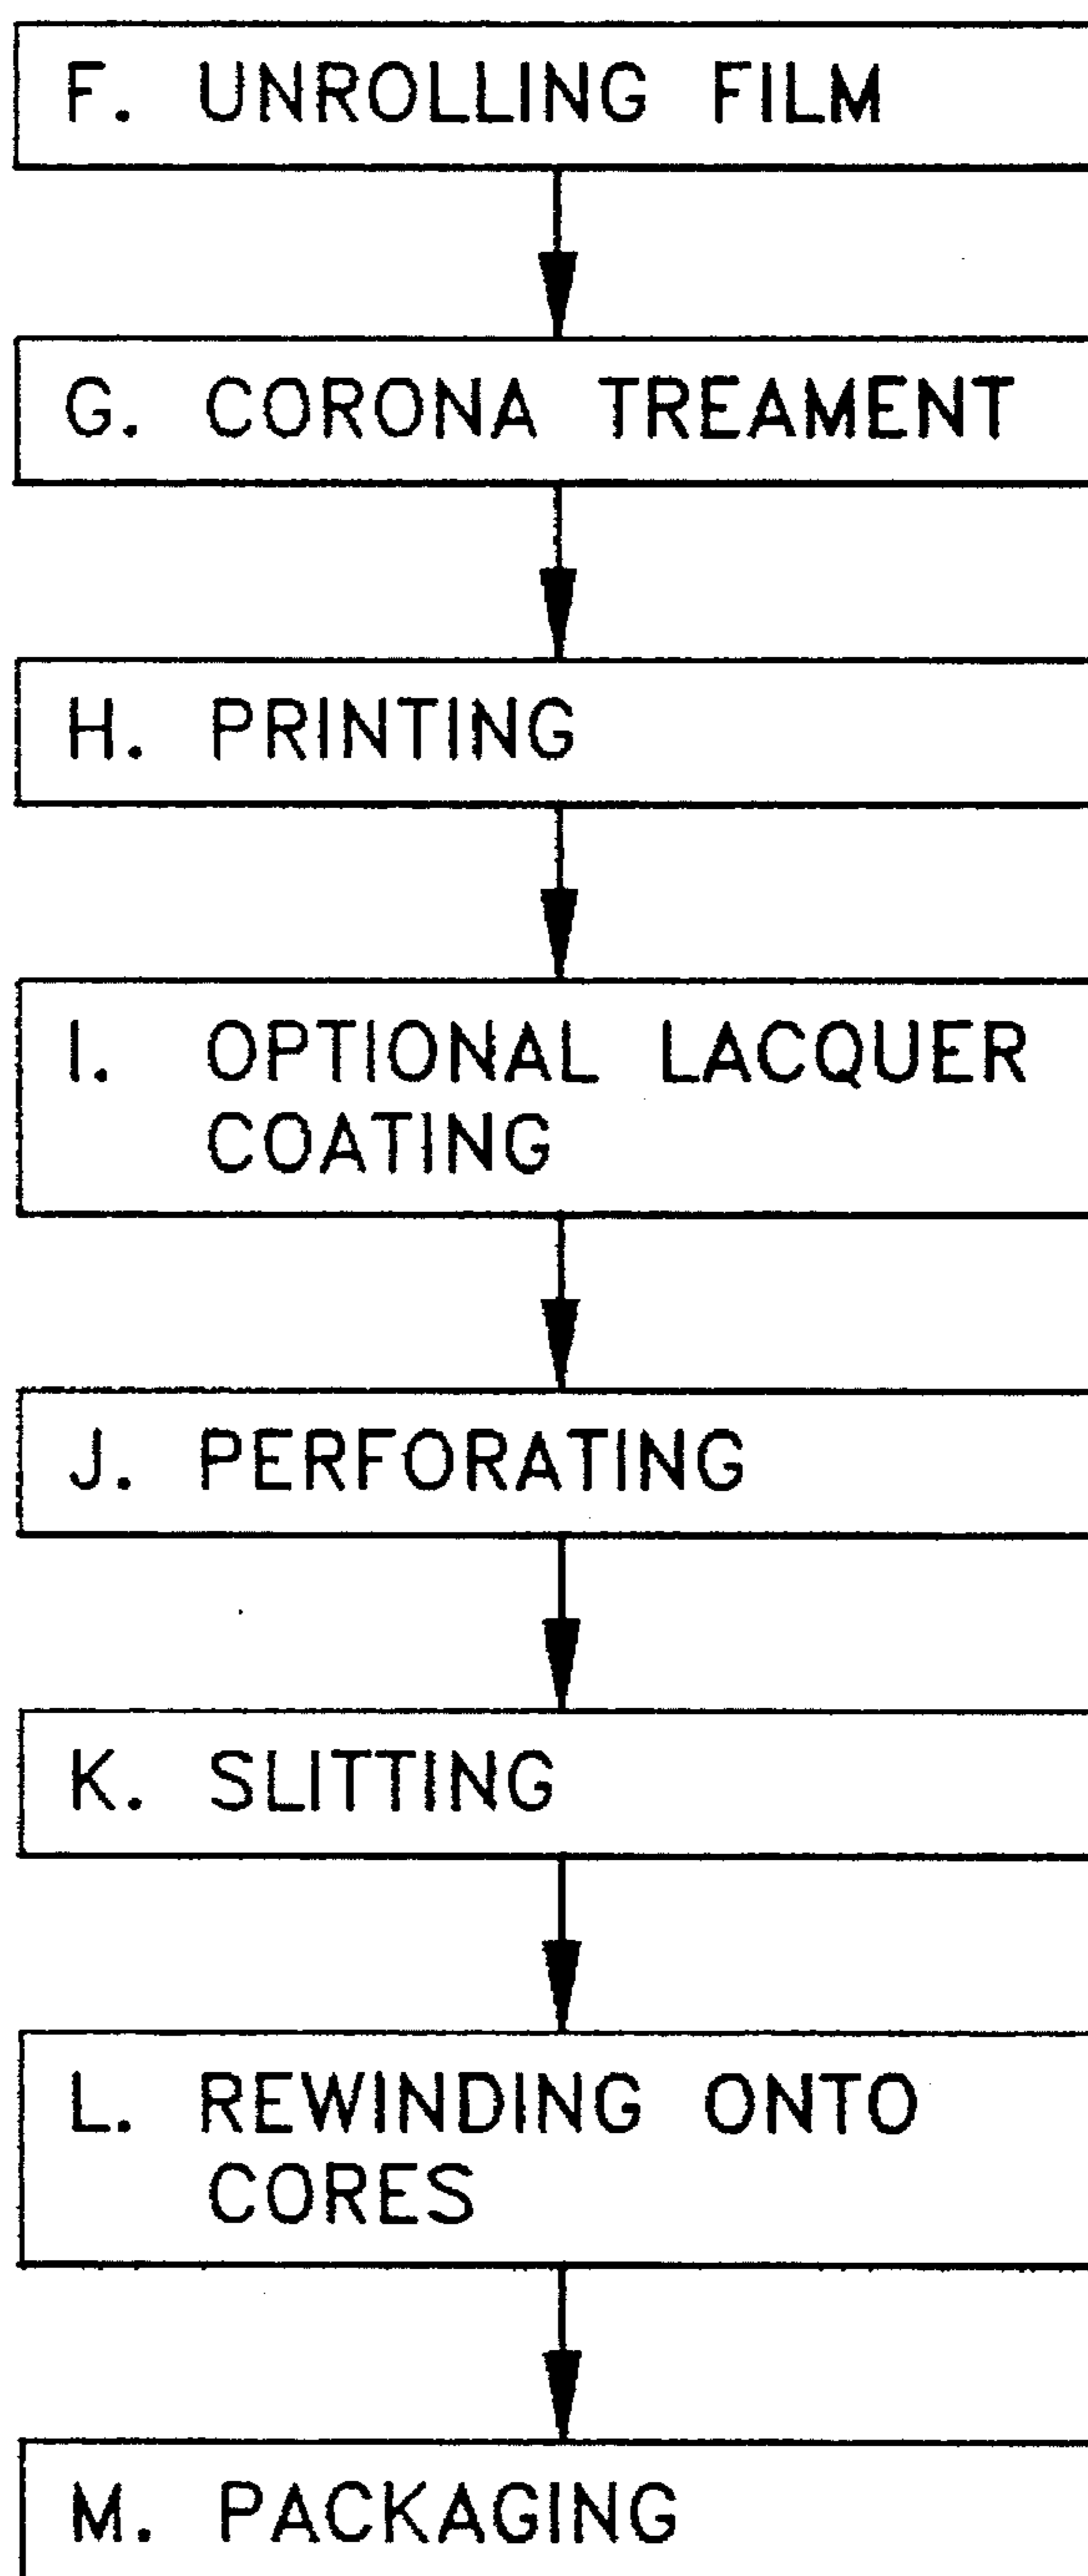 F. UNROLLING FILM
G. CORONA TREAMENT
H. PRINTING
I. OPTIONAL LACQUER
COATING
J. PERFORATING
K. SLITTING
L. REWINDING ONTO
CORES
M. PACKAGING